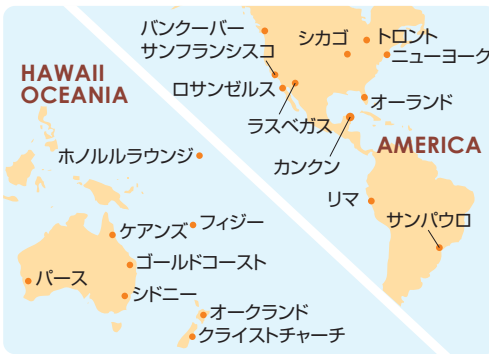 HAWAII
OCEANIA
ホノルルラウンジ
ケアンズ
フィジー
ゴールドコースト
パース
シドニー
オークランド
クライストチャーチ
バンクーバー
サンフランシスコ
シカゴ
トロント
ニューヨーク
ロサンゼルス
オーランド
ラスベガス
カンクン
AMERICA
リマ
サンパウロ